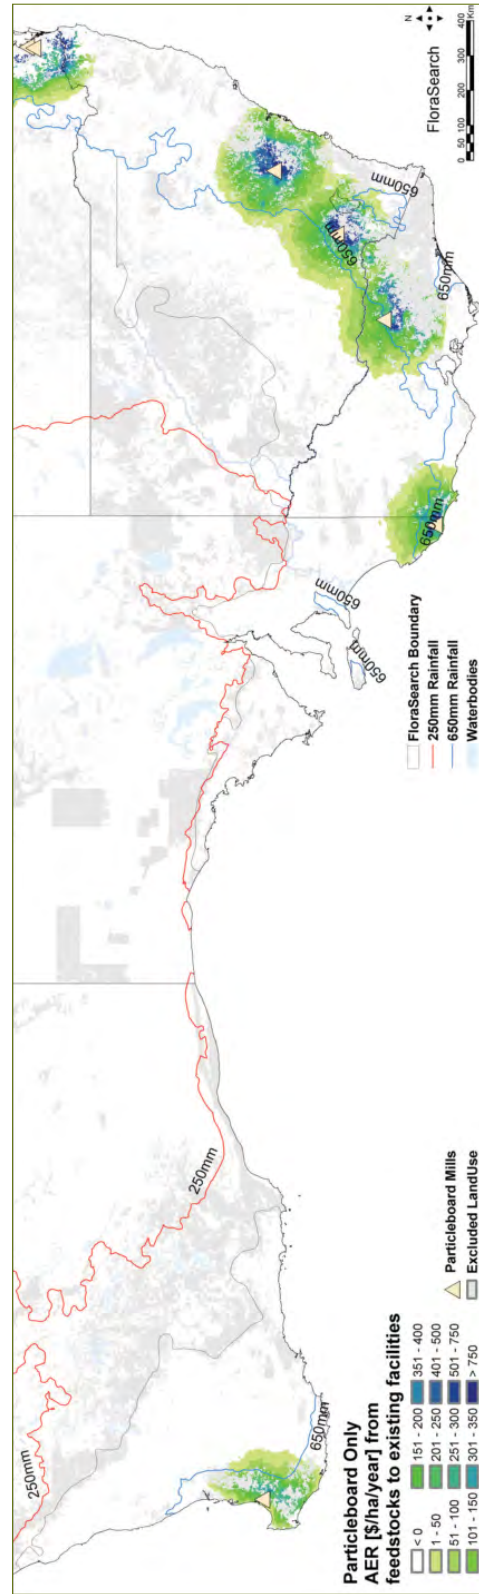 Particleboard Only
AER [$/ha/year] from
feedstocks to existing facilities
< 0
1 - 50
51 - 100
101 - 150
151 - 200
201 - 250
251 - 300
301 - 350
351 - 400
401 - 500
501 - 750
> 750
Particleboard Mills
Excluded LandUse
250mm
250mm
650mm
FloraSearch Boundary
250mm Rainfall
650mm Rainfall
Waterbodies
650mm
650mm
650mm
650mm
650mm
650mm
FloraSearch
N
0 50 100 200 300 400
Km